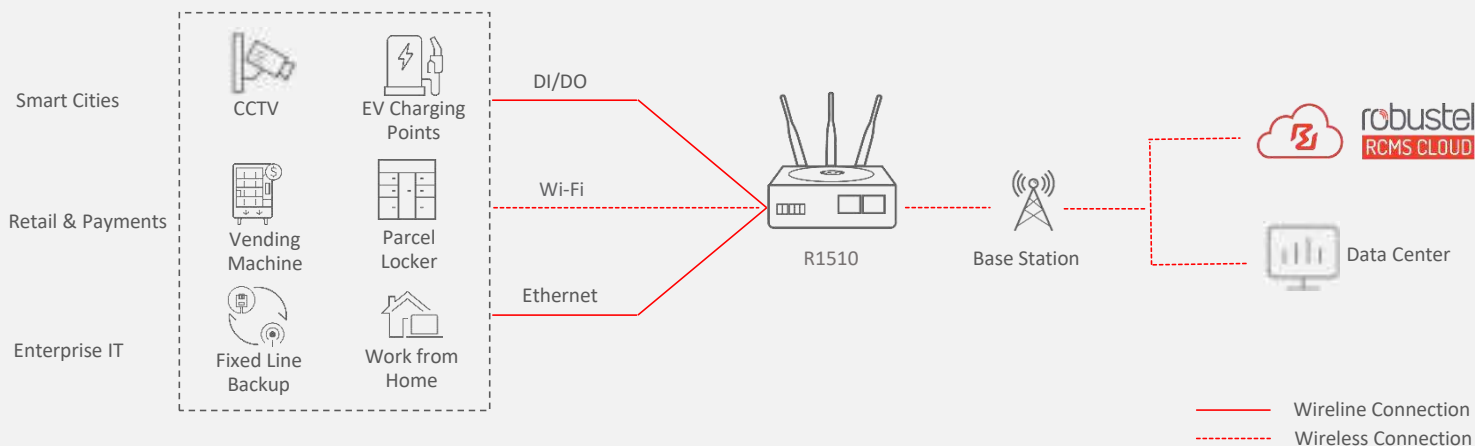 Smart Cities
CCTV
EV Charging
Points
DI/DO
robustel
RCMS CLOUD
Retail & Payments
Vending
Machine
Parcel
Locker
Wi-Fi
R1510
Base Station
Data Center
Enterprise IT
Fixed Line
Backup
Work from
Home
Ethernet
Wireline Connection
Wireless Connection